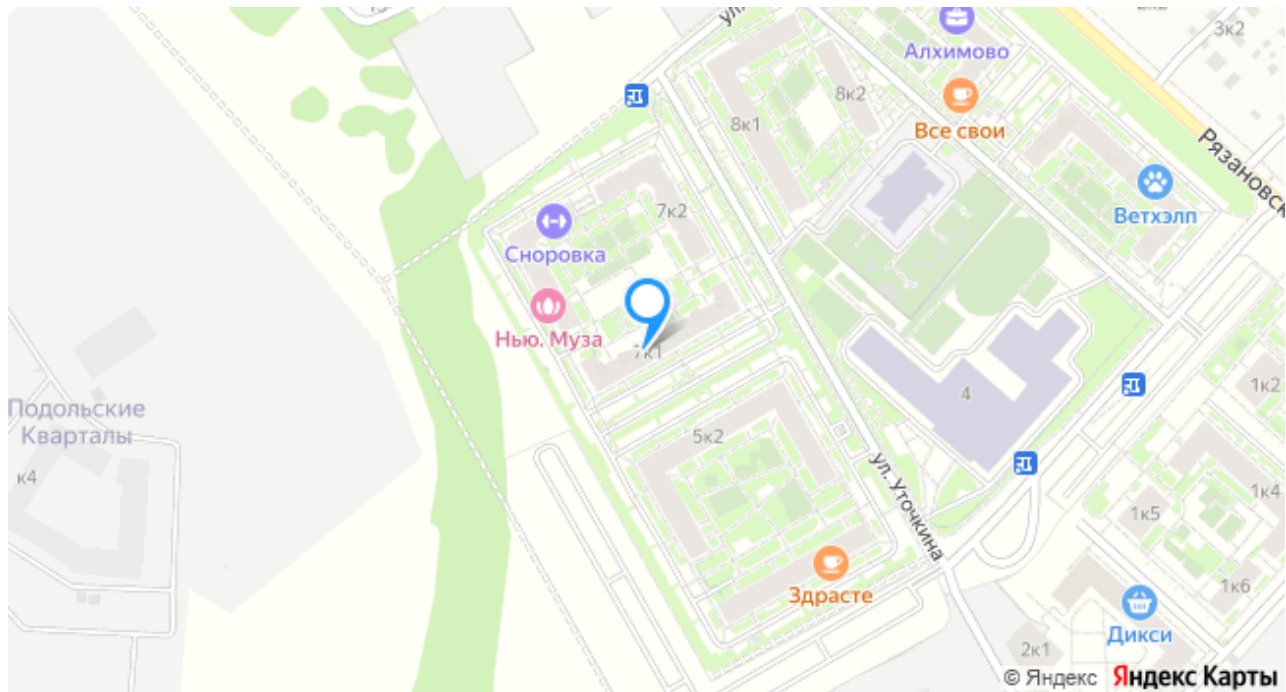 3к2
Алхимово
8к2
8к1
Все свои
Рязановск
Ветхэлп
7к2
Сноровка
Нью. Муза
7к1
4
1к2
Подольские
Кварталы
к4
5к2
ул. Уточкина
1к4
1к5
Здрасте
1к6
Дикси
2к1
© Яндекс Яндекс Карты